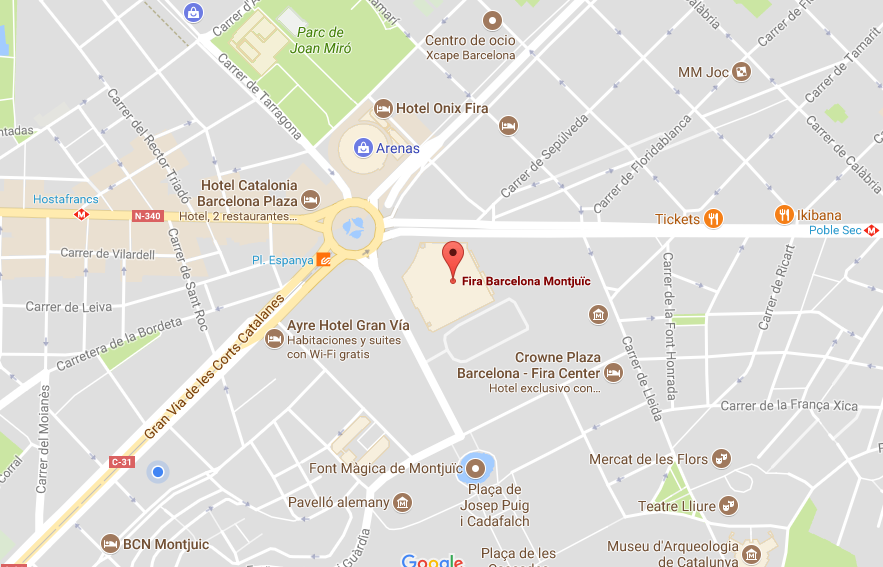 Carrer d'A
Parc de
Joan Miró
Centro de ocio
Xcape Barcelona
Calàbria
Carrer de Fl
Carrer de Tamarit
MM Joc
Carrer de Tarragona
Carrer del Rector Triadó
Hotel Onix Fira
Arenas
Carrer de Sepúlveda
Carrer de Floridablanca
Carrer de Calàbria
ntadas
Hostafrancs
N-340
Hotel Catalonia
Barcelona Plaza
Hotel, 2 restaurantes...
Tickets
Ikibana
Poble Sec
Carrer de Vilardell
Carrer de Sant Roc
Pl. Espanya
Fira Barcelona Montjuïc
Carrer de Leiva
Carretera de la Bordeta
Ayre Hotel Gran Vía
Habitaciones y suites
con Wi-Fi gratis
Gran Via de les Corts Catalanes
Crowne Plaza
Barcelona - Fira Center
Hotel exclusivo con...
Carrer de Lleida
Carrer de la Font Honrada
Carrer de Ricart
Carrer de la França Xica
Carrer del Moianès
Corral
C-31
Font Màgica de Montjuïc
Plaça de
Josep Puig
i Cadafalch
Mercat de les Flors
Pavelló alemany
Teatre Lliure
BCN Montjuic
Guàrdia
Google
Plaça de les
Museu d'Arqueologia
de Catalunya